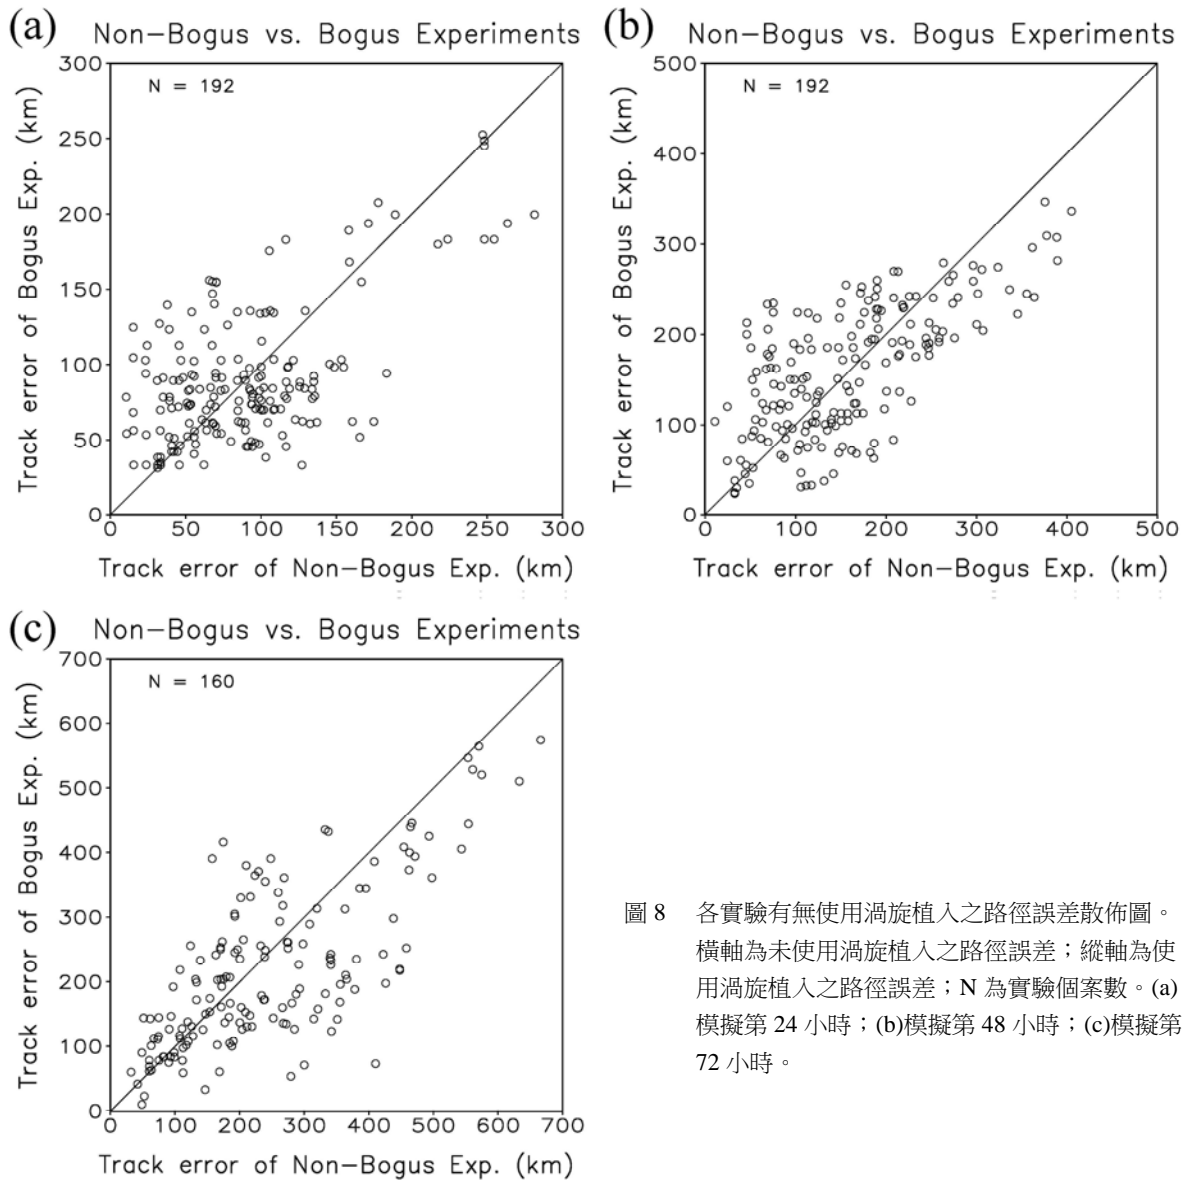 (a) Non-Bogus vs. Bogus Experiments
N = 192
Track error of Bogus Exp. (km)
300
250
200
150
100
50
0
0 50 100 150 200 250 300
Track error of Non-Bogus Exp. (km)
(b) Non-Bogus vs. Bogus Experiments
N = 192
Track error of Bogus Exp. (km)
500
400
300
200
100
0
0 100 200 300 400 500
Track error of Non-Bogus Exp. (km)
(c) Non-Bogus vs. Bogus Experiments
N = 160
Track error of Bogus Exp. (km)
700
600
500
400
300
200
100
0
0 100 200 300 400 500 600 700
Track error of Non-Bogus Exp. (km)
圖 8 各實驗有無使用渦旋植入之路徑誤差散佈圖。
橫軸為未使用渦旋植入之路徑誤差；縱軸為使
用渦旋植入之路徑誤差；N 為實驗個案數。(a)
模擬第 24 小時；(b)模擬第 48 小時；(c)模擬第
72 小時。